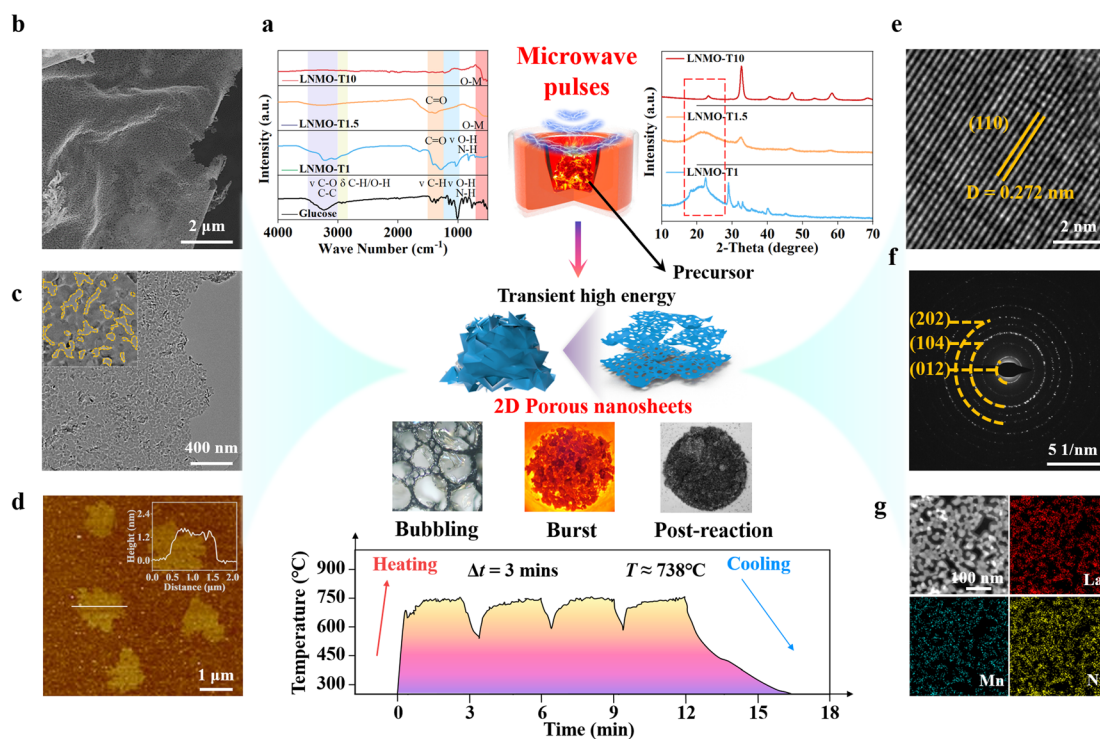 b
2 μm
c
400 nm
d
Height (nm)
2.4
1.2
0.0
0.0 0.5 1.0 1.5 2.0
Distance (μm)
1 μm
a
Intensity (a.u.)
LNMO-T10
O-M
C=O
LNMO-T1.5
O-M
C=O ν O-H
N-H
LNMO-T1
ν C-O δ C-H/O-H ν C-H ν O-H
C-C N-H
Glucose
4000 3000 2000 1000
Wave Number (cm⁻¹)
Microwave
pulses
Intensity (a.u.)
LNMO-T10
LNMO-T1.5
LNMO-T1
10 20 30 40 50 60 70
2-Theta (degree)
Precursor
Transient high energy
2D Porous nanosheets
Bubbling Burst Post-reaction
Temperature (°C)
900
750
600
450
300
Heating
Δt = 3 mins
T ≈ 738°C
Cooling
0 3 6 9 12 15 18
Time (min)
e
(110)
D = 0.272 nm
2 nm
f
(202)
(104)
(012)
5 1/nm
g
100 nm
La
Mn